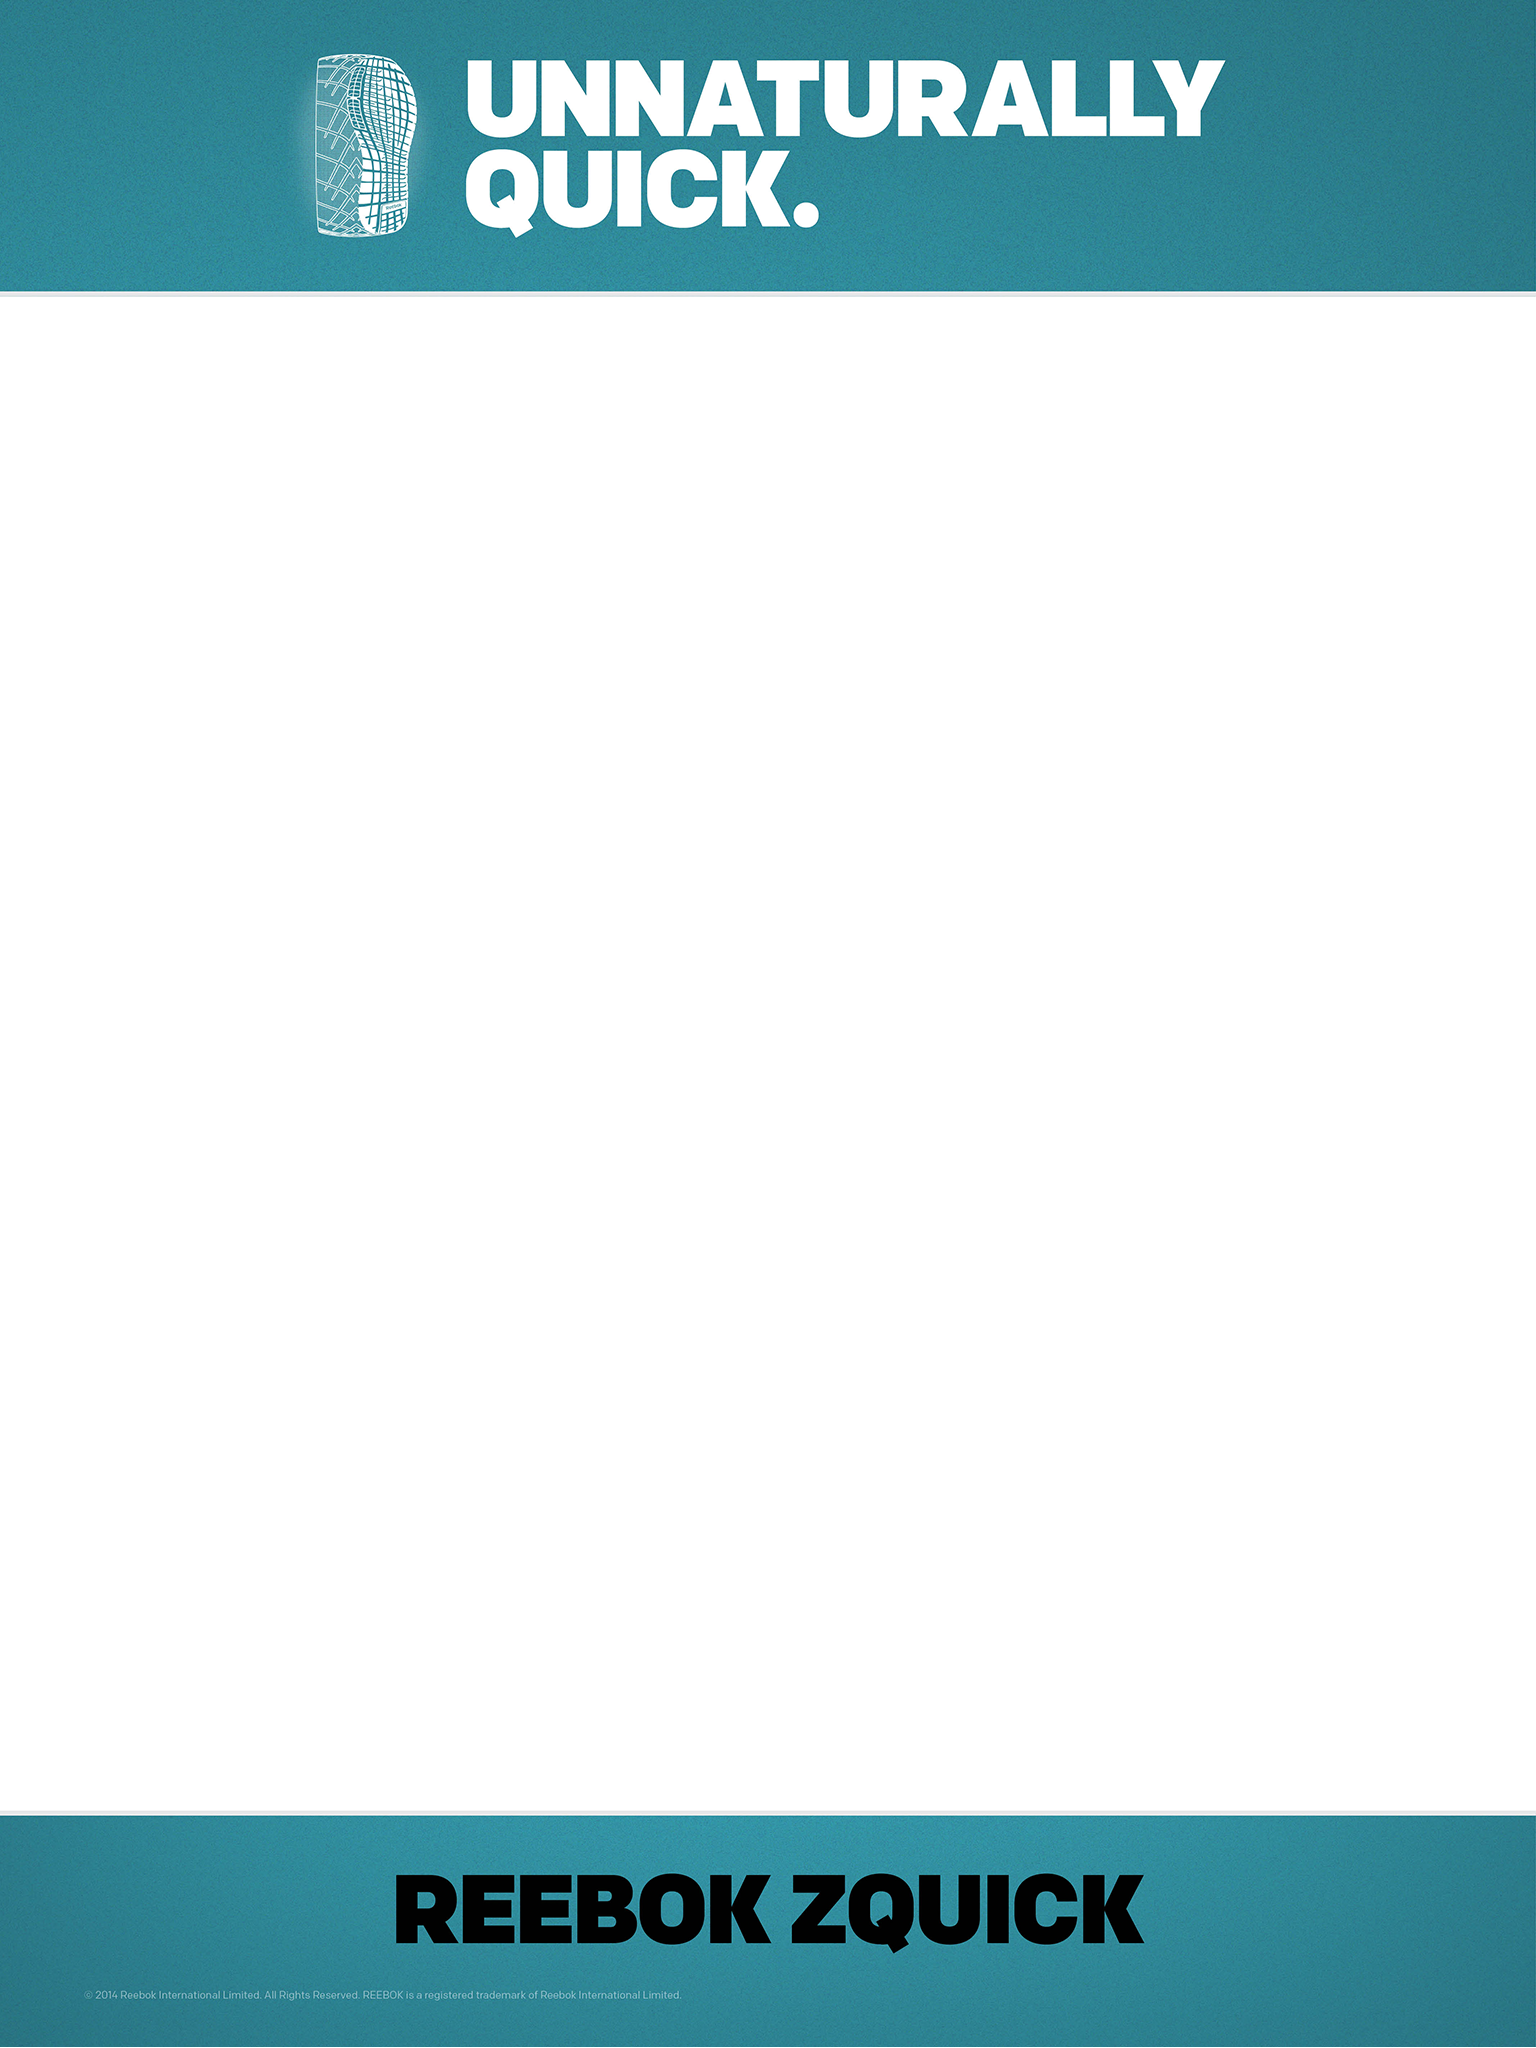 UNNATURALLY
QUICK.
REEBOK ZQUICK
© 2014 Reebok International Limited. All Rights Reserved. REEBOK is a registered trademark of Reebok International Limited.